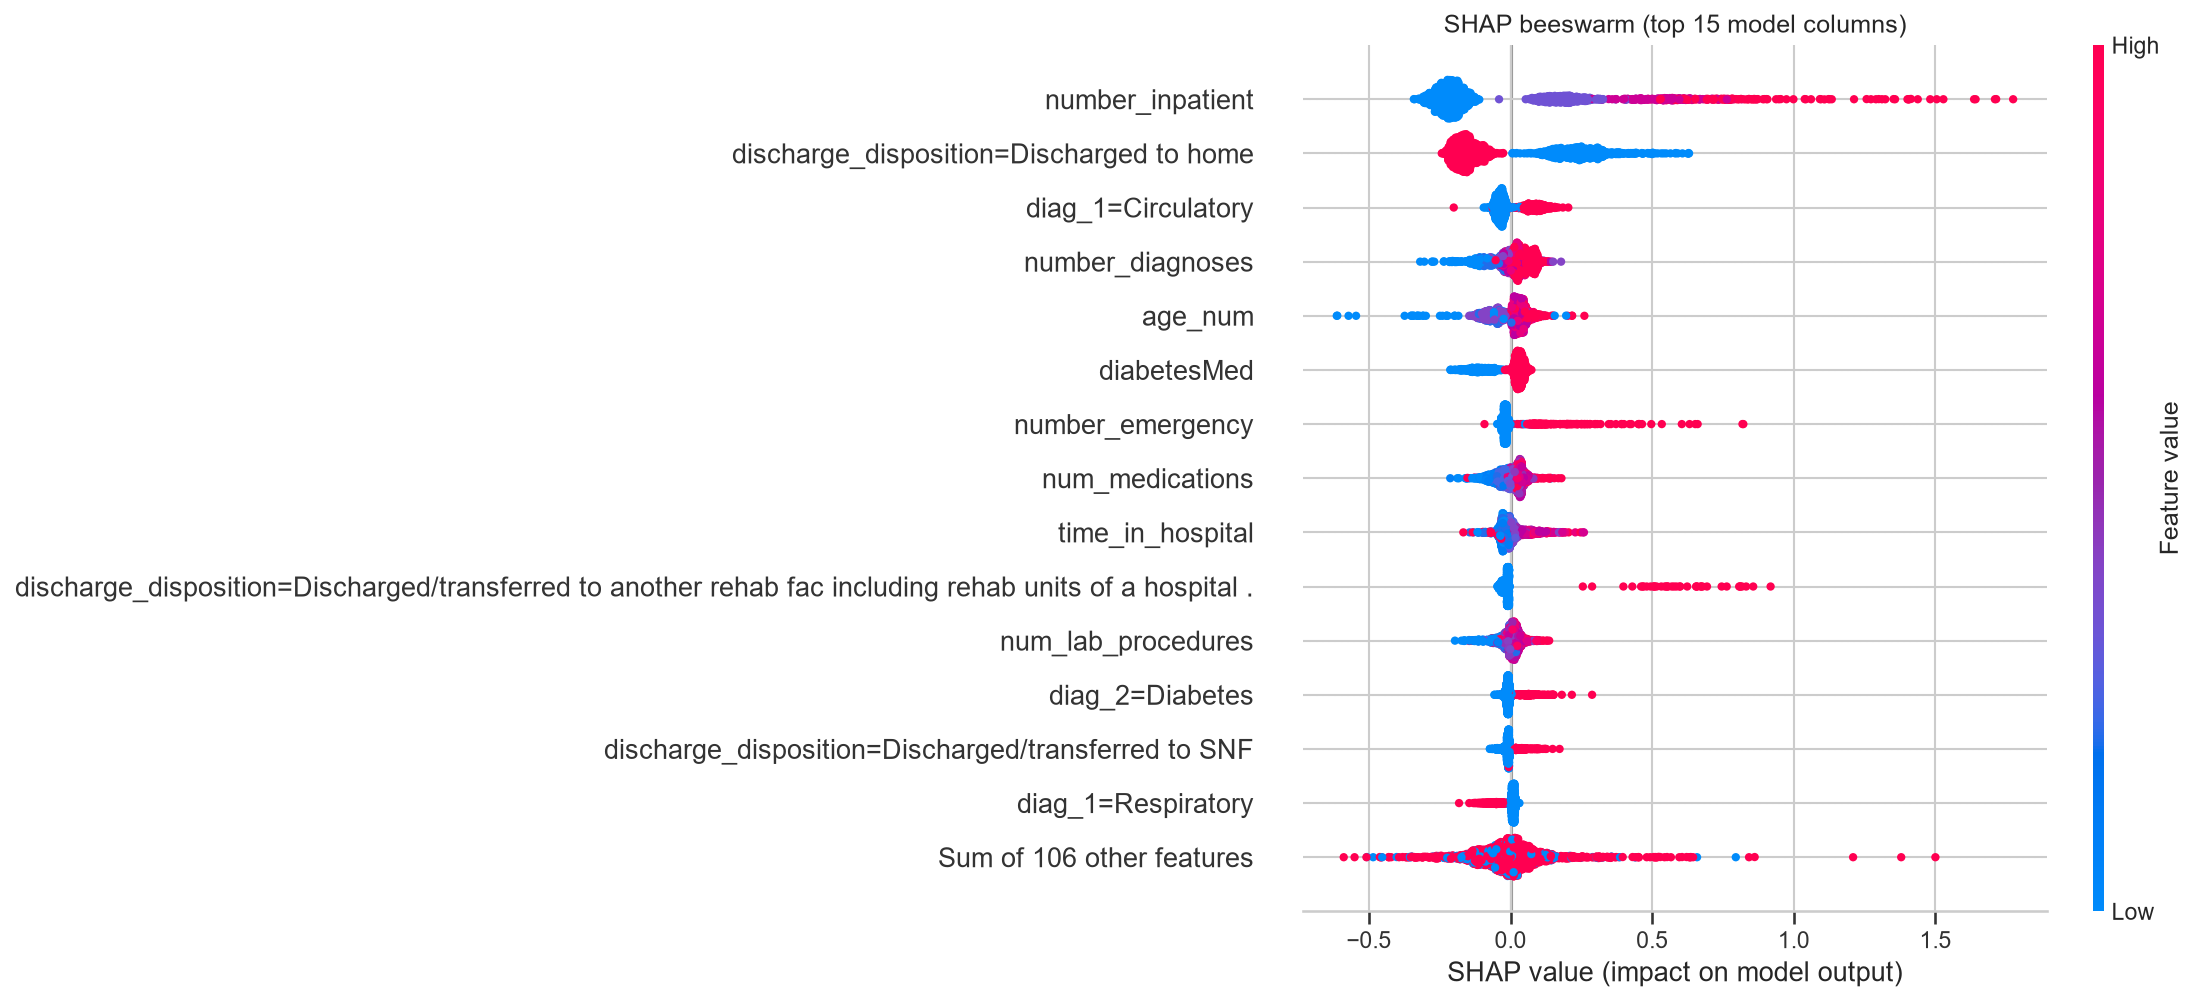 SHAP beeswarm (top 15 model columns)
High
number_inpatient
discharge_disposition=Discharged to home
diag_1=Circulatory
number_diagnoses
age_num
diabetesMed
number_emergency
num_medications
time_in_hospital
discharge_disposition=Discharged/transferred to another rehab fac including rehab units of a hospital .
num_lab_procedures
diag_2=Diabetes
discharge_disposition=Discharged/transferred to SNF
diag_1=Respiratory
Sum of 106 other features
Feature value
Low
−0.5 0.0 0.5 1.0 1.5
SHAP value (impact on model output)